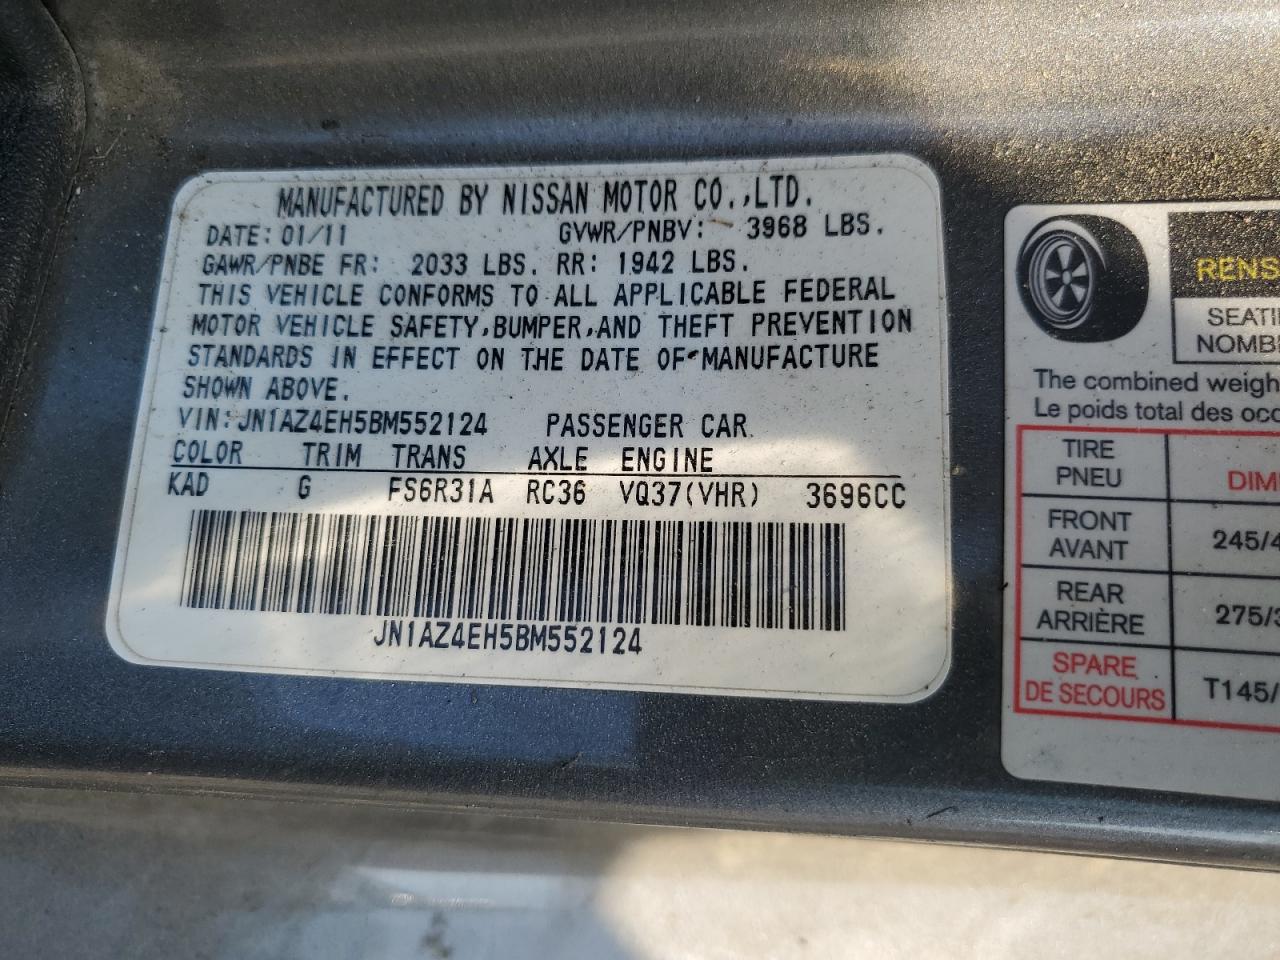 MANUFACTURED BY NISSAN MOTOR CO.,LTD.
DATE: 01/11 GVWR/PNBV: 3968 LBS.
GAWR/PNBE FR: 2033 LBS. RR: 1942 LBS.
THIS VEHICLE CONFORMS TO ALL APPLICABLE FEDERAL
MOTOR VEHICLE SAFETY,BUMPER,AND THEFT PREVENTION
STANDARDS IN EFFECT ON THE DATE OF MANUFACTURE
SHOWN ABOVE.
VIN:JN1AZ4EH5BM552124 PASSENGER CAR
COLOR TRIM TRANS AXLE ENGINE
KAD G FS6R31A RC36 VQ37(VHR) 3696CC
JN1AZ4EH5BM552124
RENS
SEATI
NOMB
The combined weigh
Le poids total des occ
TIRE
PNEU
DIM
FRONT
AVANT
245/4
REAR
ARRIÈRE
275/3
SPARE
DE SECOURS
T145/